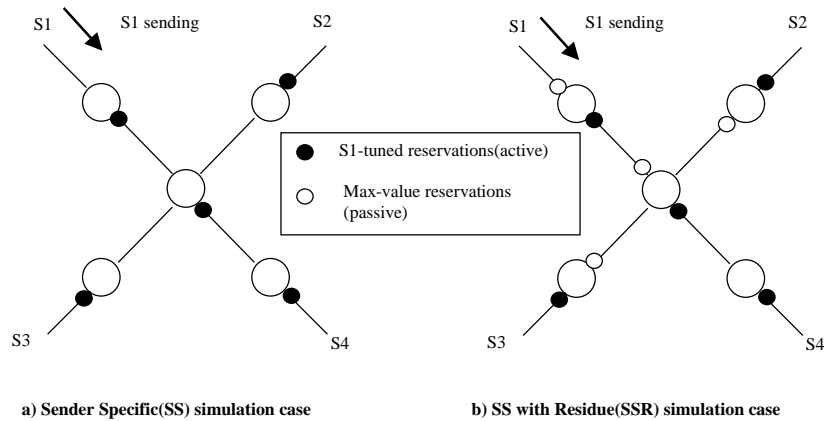 S1
S1 sending
S2
S1
S1 sending
S2
S1-tuned reservations(active)
Max-value reservations
(passive)
S3
S4
S3
S4
a) Sender Specific(SS) simulation case
b) SS with Residue(SSR) simulation case